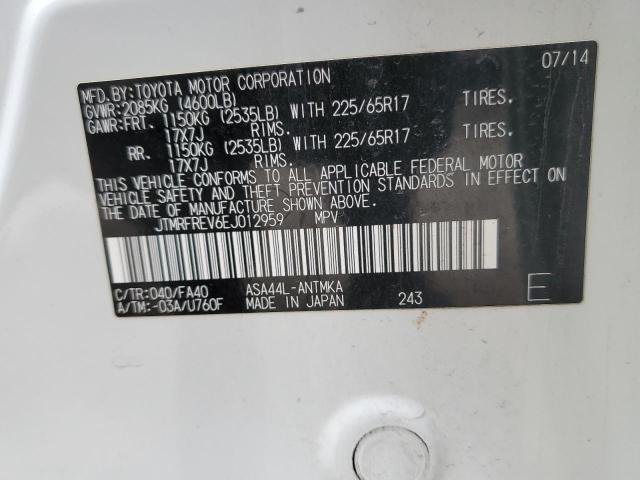 MFD.BY:TOYOTA MOTOR CORPORATION 07/14
GVWR:2085KG (4600LB)
GAWR:FRT. 1150KG (2535LB) WITH 225/65R17 TIRES.
17X7J RIMS.
RR. 1150KG (2535LB) WITH 225/65R17 TIRES.
17X7J RIMS.
THIS VEHICLE CONFORMS TO ALL APPLICABLE FEDERAL MOTOR
VEHICLE SAFETY AND THEFT PREVENTION STANDARDS IN EFFECT ON
THE DATE OF MANUFACTURE SHOWN ABOVE.
JTMRFREV6EJ012959 MPV
C/TR:040/FA40 ASA44L-ANTMKA
A/TM:-03A/U760F MADE IN JAPAN 243 E